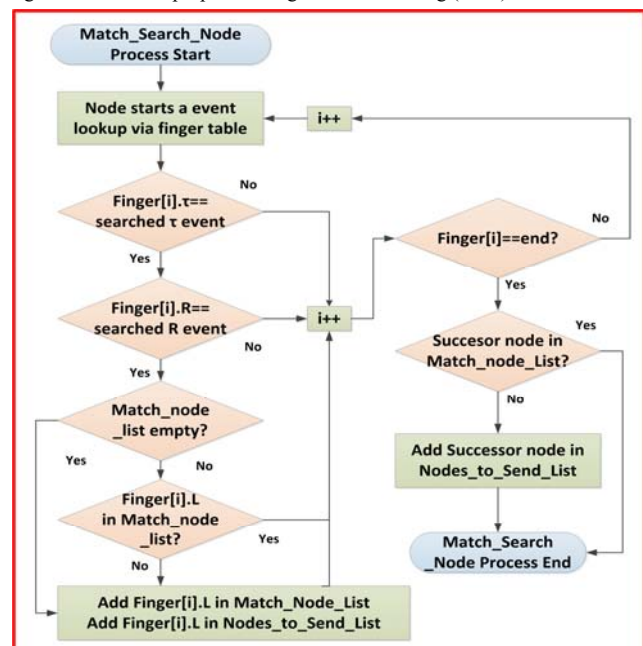 Match_Search_Node
Process Start
Node starts a event
lookup via finger table
i++
Finger[i].τ==
searched τ event
No
Yes
Finger[i].R==
searched R event
No
Yes
i++
Finger[i]==end?
No
Yes
Match_node
_list empty?
Yes
No
Succesor node in
Match_node_List?
Yes
No
Finger[i].L
in Match_node
_list?
Yes
No
Add Successor node in
Nodes_to_Send_List
Add Finger[i].L in Match_Node_List
Add Finger[i].L in Nodes_to_Send_List
Match_Search
_Node Process End